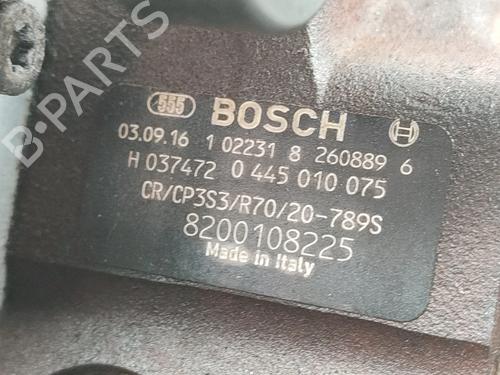 B-PARTS
555 BOSCH
03.09.16 1 02231 8 260889 6
H 037472 0 445 010 075
CR/CP3S3/R70/20-789S
8200108225
Made in Italy